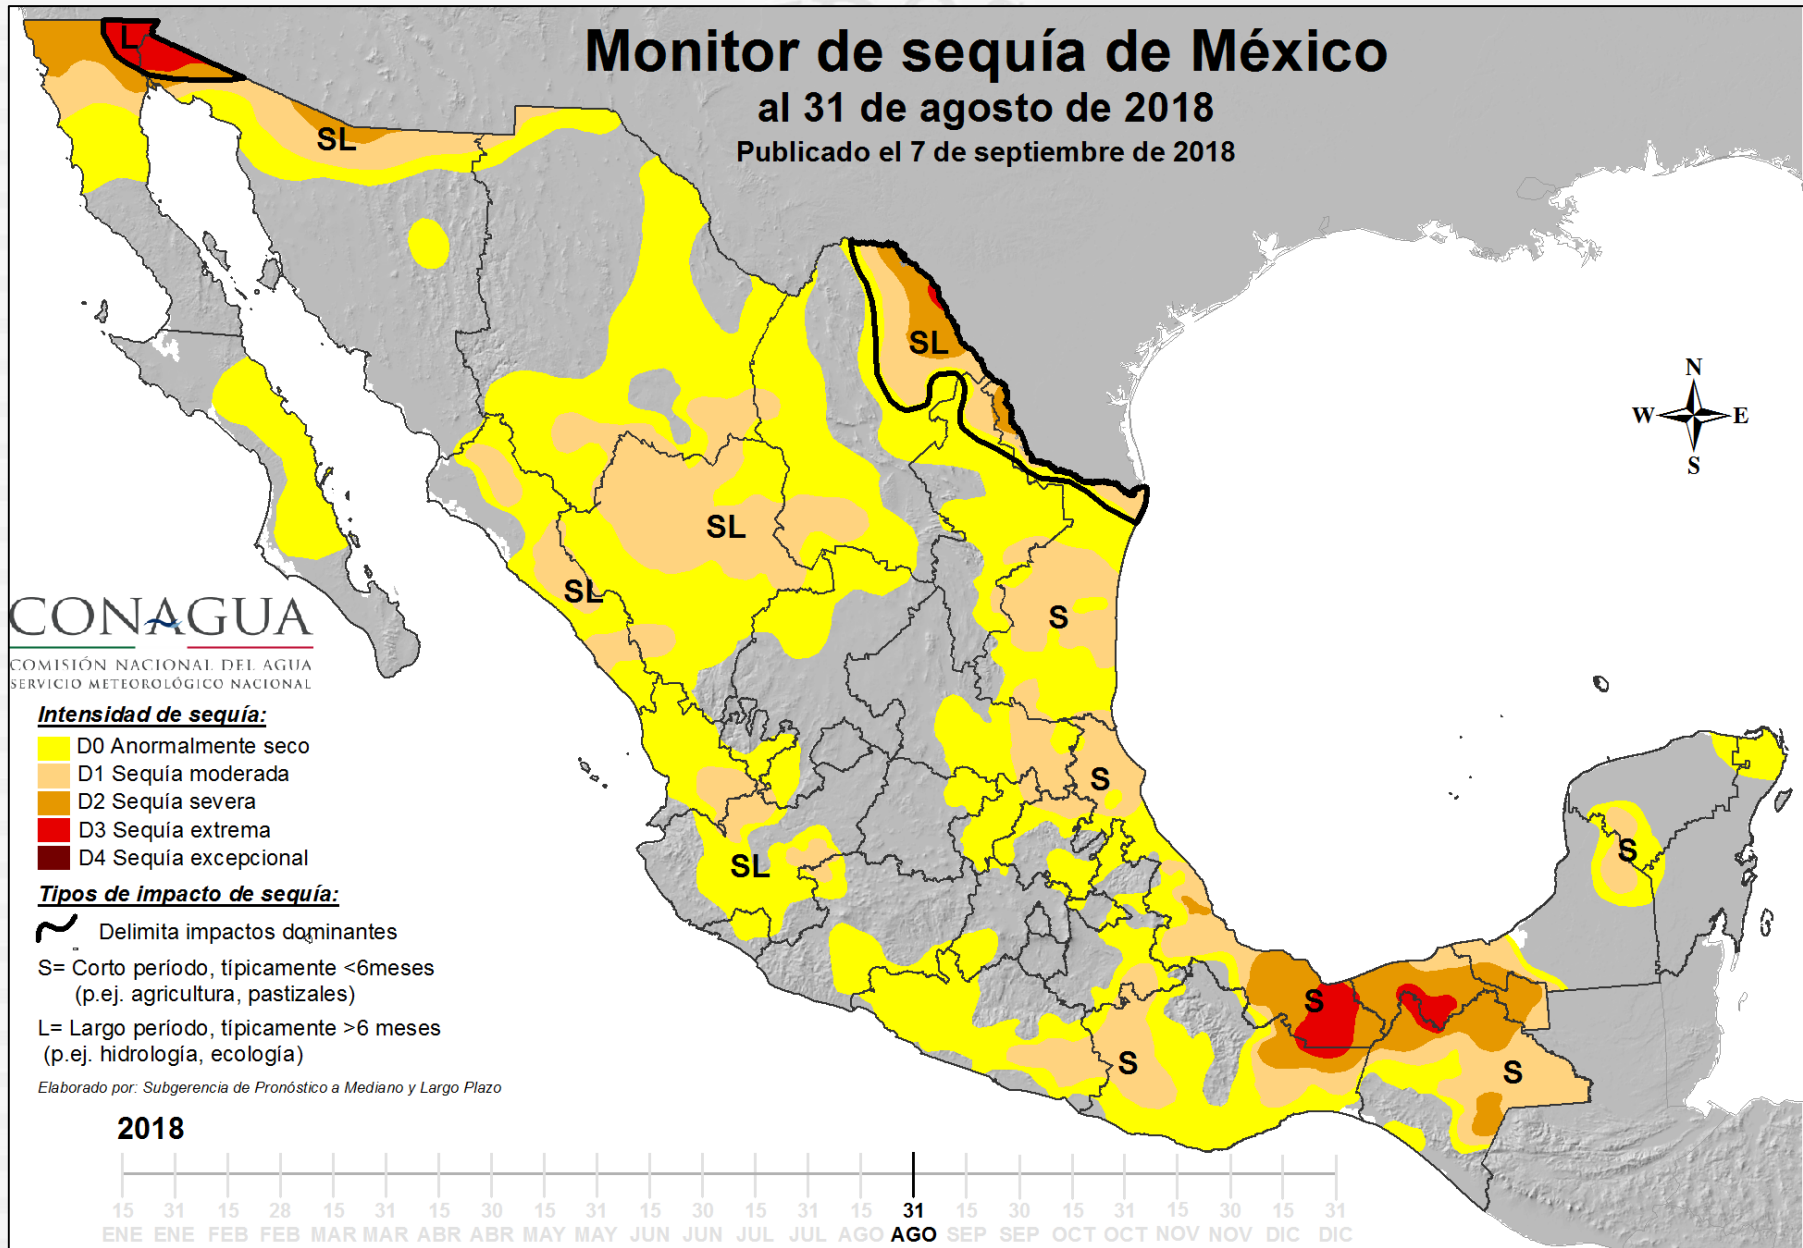 Monitor de sequía de México
al 31 de agosto de 2018
Publicado el 7 de septiembre de 2018
L
SL
SL
N
W E
S
SL
SL
S
S
SL
S
S
S
S
CONAGUA
COMISIÓN NACIONAL DEL AGUA
SERVICIO METEOROLÓGICO NACIONAL
Intensidad de sequía:
D0 Anormalmente seco
D1 Sequía moderada
D2 Sequía severa
D3 Sequía extrema
D4 Sequía excepcional
Tipos de impacto de sequía:
Delimita impactos dominantes
S= Corto período, típicamente <6meses
(p.ej. agricultura, pastizales)
L= Largo período, típicamente >6 meses
(p.ej. hidrología, ecología)
Elaborado por: Subgerencia de Pronóstico a Mediano y Largo Plazo
2018
15 31 15 28 15 31 15 30 15 31 15 30 15 31 15 31 15 30 15 31 15 30 15 31
ENE ENE FEB FEB MAR MAR ABR ABR MAY MAY JUN JUN JUL JUL AGO AGO SEP SEP OCT OCT NOV NOV DIC DIC